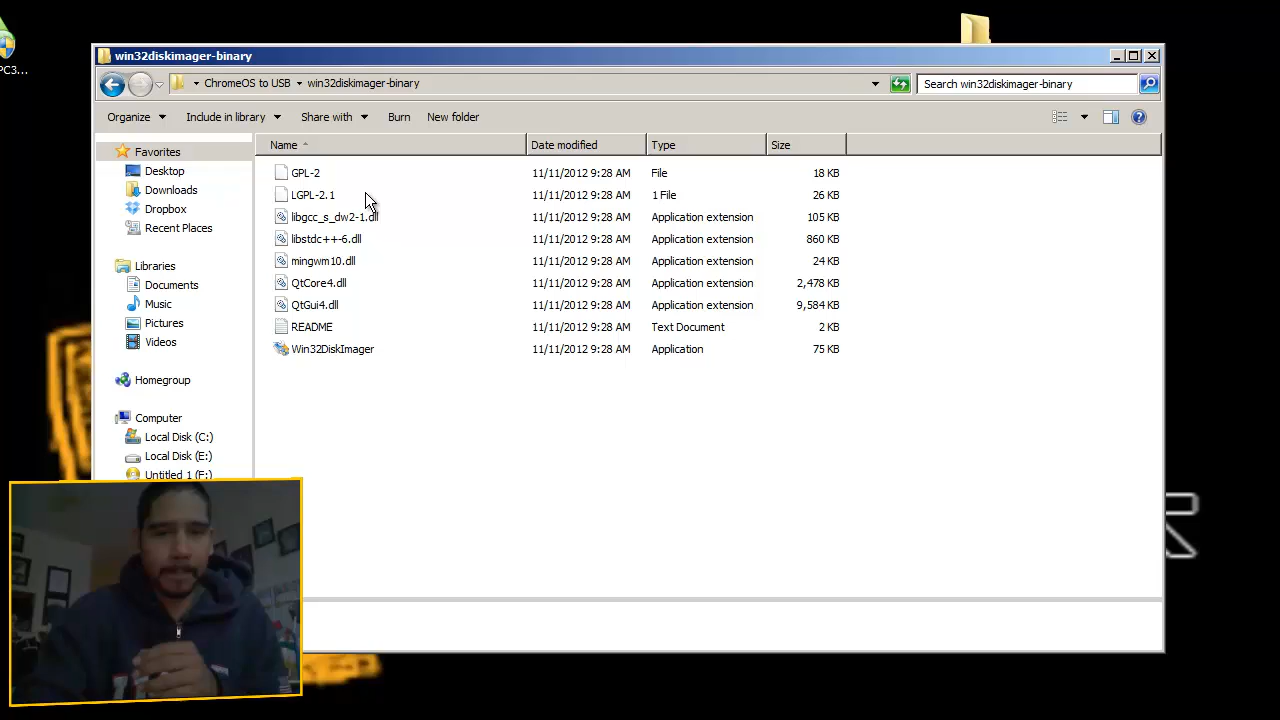 PC3...
win32diskimager-binary
ChromeOS to USB win32diskimager-binary Search win32diskimager-binary
Organize Include in library Share with Burn New folder
Name Date modified Type Size
Favorites
Desktop
Downloads
Dropbox
Recent Places
Libraries
Documents
Music
Pictures
Videos
Homegroup
Computer
Local Disk (C:)
Local Disk (E:)
Untitled 1 (F:)
GPL-2 11/11/2012 9:28 AM File 18 KB
LGPL-2.1 11/11/2012 9:28 AM 1 File 26 KB
libgcc_s_dw2-1.dll 11/11/2012 9:28 AM Application extension 105 KB
libstdc++-6.dll 11/11/2012 9:28 AM Application extension 860 KB
mingwm10.dll 11/11/2012 9:28 AM Application extension 24 KB
QtCore4.dll 11/11/2012 9:28 AM Application extension 2,478 KB
QtGui4.dll 11/11/2012 9:28 AM Application extension 9,584 KB
README 11/11/2012 9:28 AM Text Document 2 KB
Win32DiskImager 11/11/2012 9:28 AM Application 75 KB
R